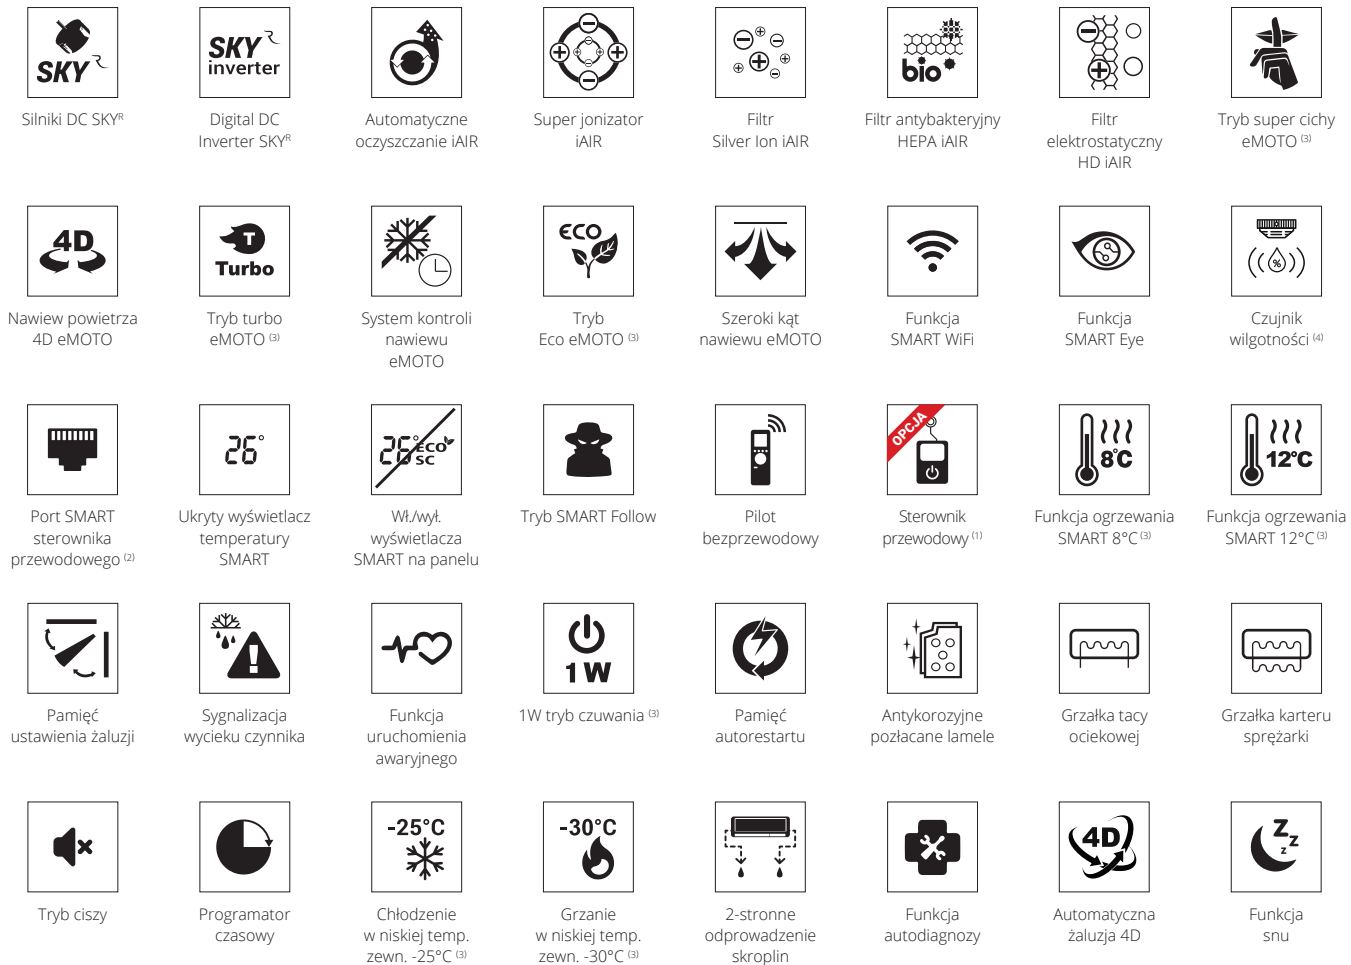 SKY R
SKY R
inverter
bio
Silniki DC SKYᴿ
Digital DC
Inverter SKYᴿ
Automatyczne
oczyszczanie iAIR
Super jonizator
iAIR
Filtr
Silver Ion iAIR
Filtr antybakteryjny
HEPA iAIR
Filtr
elektrostatyczny
HD iAIR
Tryb super cichy
eMOTO (3)
4D
T
Turbo
ECO
%
Nawiew powietrza
4D eMOTO
Tryb turbo
eMOTO (3)
System kontroli
nawiewu
eMOTO
Tryb
Eco eMOTO (3)
Szeroki kąt
nawiewu eMOTO
Funkcja
SMART WiFi
Funkcja
SMART Eye
Czujnik
wilgotności (4)
26°
26° ECO
SC
OPCJA
8°C
12°C
Port SMART
sterownika
przewodowego (2)
Ukryty wyświetlacz
temperatury
SMART
Wł./wył.
wyświetlacza
SMART na panelu
Tryb SMART Follow
Pilot
bezprzewodowy
Sterownik
przewodowy (1)
Funkcja ogrzewania
SMART 8°C (3)
Funkcja ogrzewania
SMART 12°C (3)
!
1 W
Pamięć
ustawienia żaluzji
Sygnalizacja
wycieku czynnika
Funkcja
uruchomienia
awaryjnego
1W tryb czuwania (3)
Pamięć
autorestartu
Antykorozyjne
pozłacane lamele
Grzałka tacy
ociekowej
Grzałka karteru
sprężarki
-25°C
-30°C
4D
Z z z
Tryb ciszy
Programator
czasowy
Chłodzenie
w niskiej temp.
zewn. -25°C (3)
Grzanie
w niskiej temp.
zewn. -30°C (3)
2-stronne
odprowadzenie
skroplin
Funkcja
autodiagnozy
Automatyczna
żaluzja 4D
Funkcja
snu